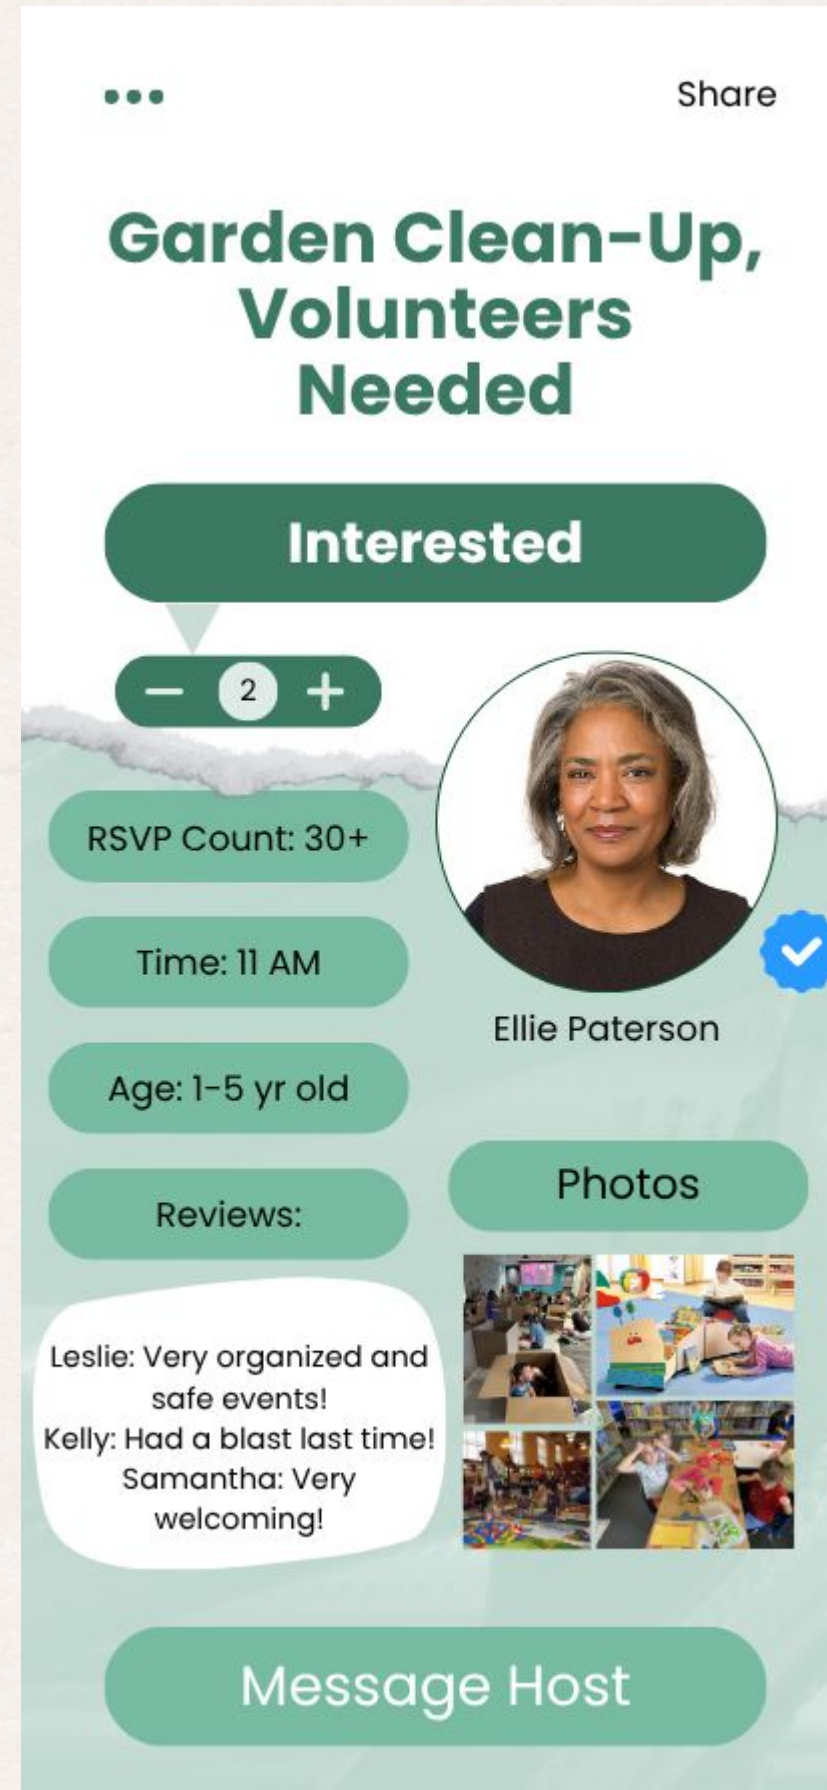 Share
Garden Clean-Up,
Volunteers
Needed
Interested
2
RSVP Count: 30+
Time: 11 AM
Age: 1-5 yr old
Reviews:
Leslie: Very organized and
safe events!
Kelly: Had a blast last time!
Samantha: Very
welcoming!
Ellie Paterson
Photos
Message Host